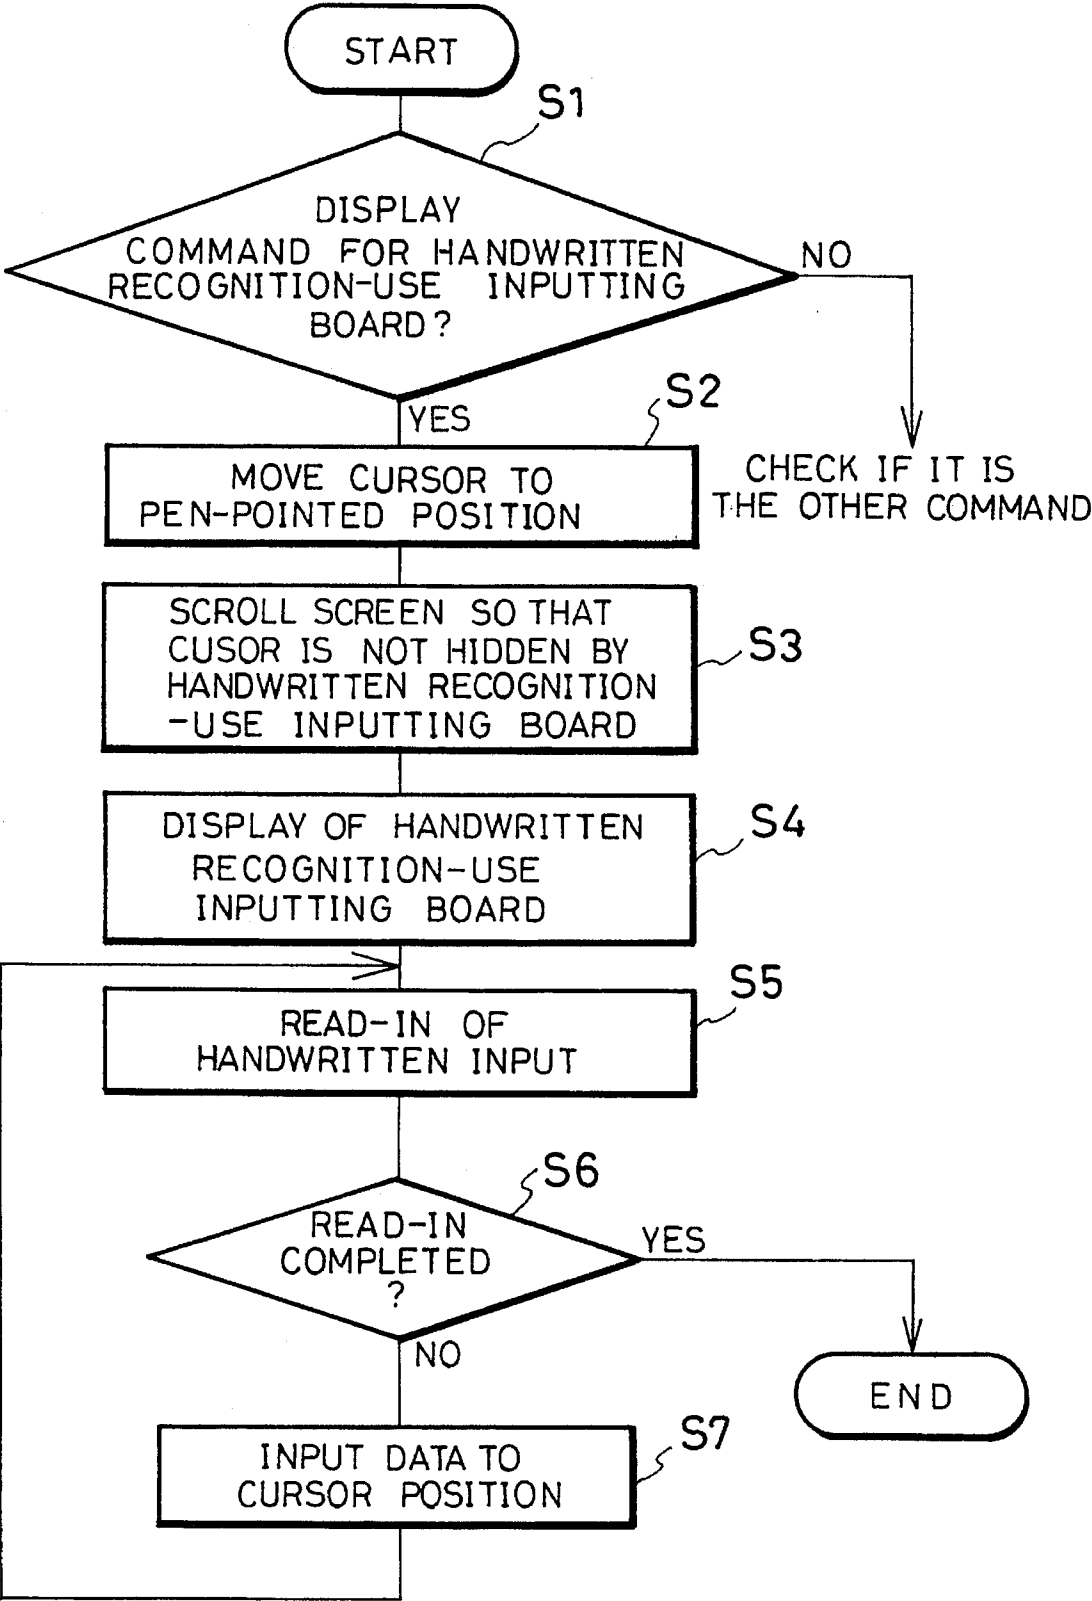 START
S1
DISPLAY
COMMAND FOR HANDWRITTEN
RECOGNITION-USE INPUTTING
BOARD?
NO
YES
CHECK IF IT IS
THE OTHER COMMAND
S2
MOVE CURSOR TO
PEN-POINTED POSITION
S3
SCROLL SCREEN SO THAT
CUSOR IS NOT HIDDEN BY
HANDWRITTEN RECOGNITION
-USE INPUTTING BOARD
S4
DISPLAY OF HANDWRITTEN
RECOGNITION-USE
INPUTTING BOARD
S5
READ-IN OF
HANDWRITTEN INPUT
S6
READ-IN
COMPLETED
?
YES
NO
END
S7
INPUT DATA TO
CURSOR POSITION